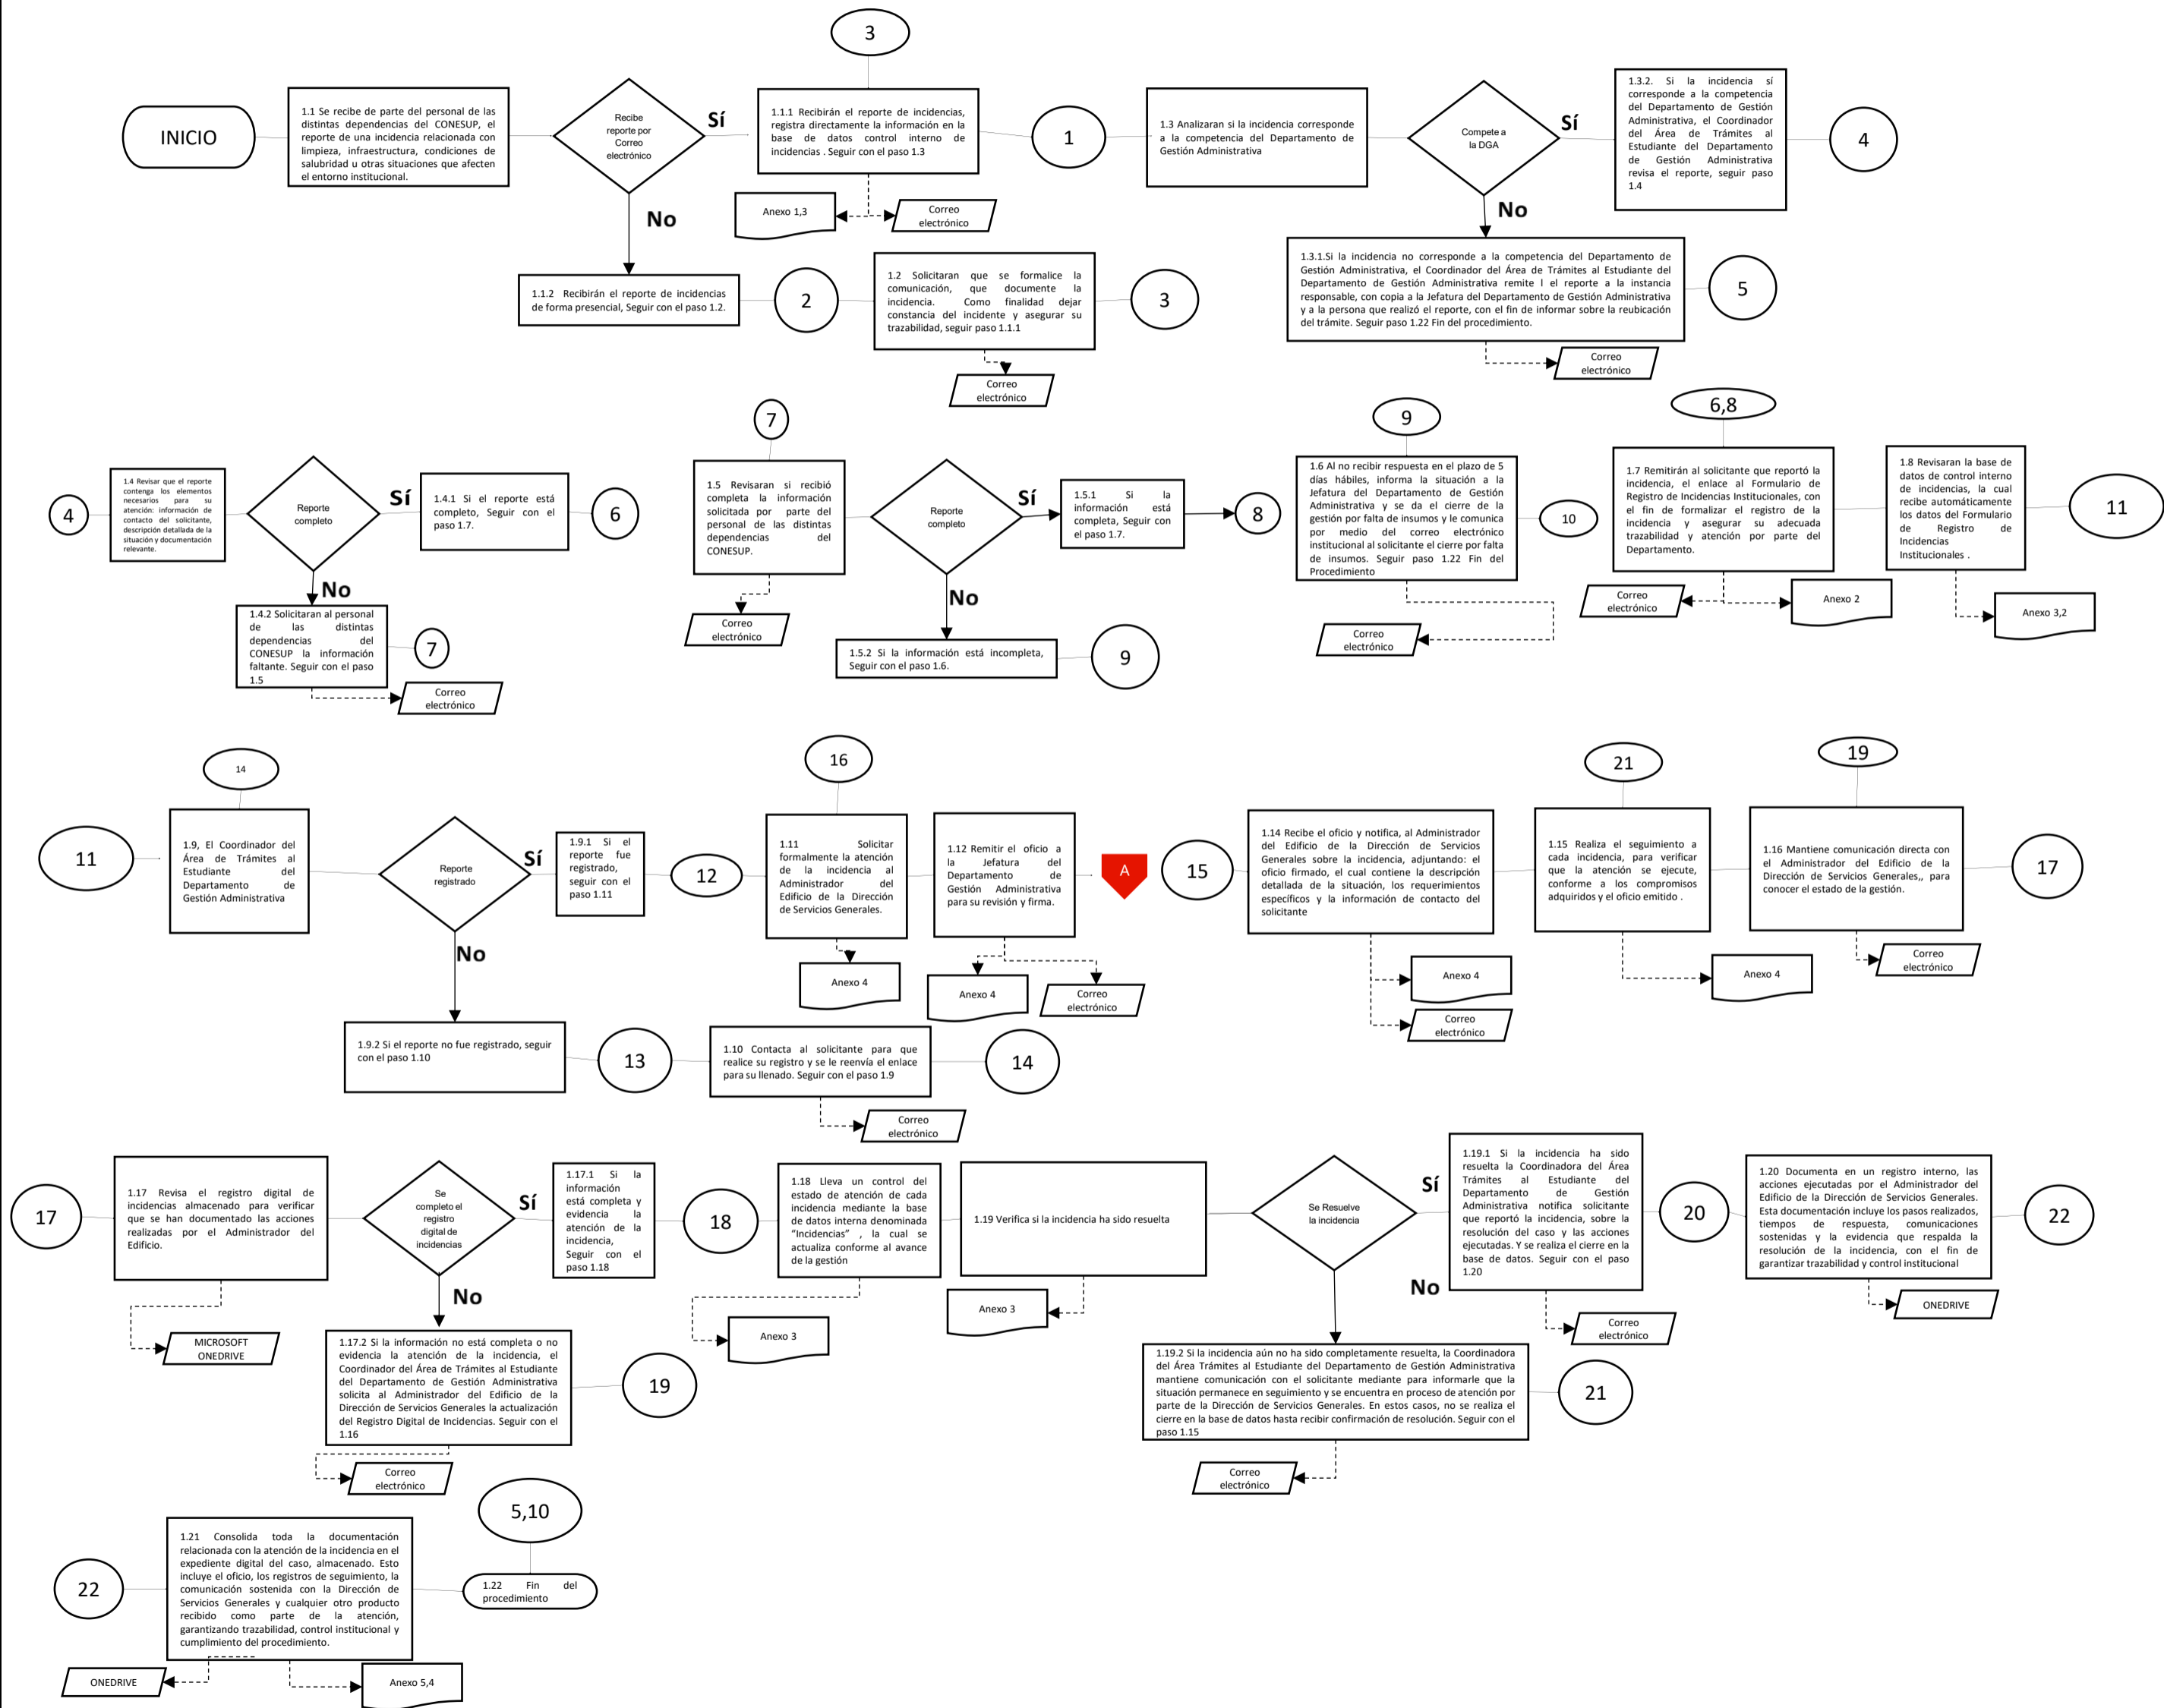 3
INICIO
1.1 Se recibe de parte del personal de las
distintas dependencias del CONESUP, el
reporte de una incidencia relacionada con
limpieza, infraestructura, condiciones de
salubridad u otras situaciones que afecten
el entorno institucional.
Recibe
reporte por
Correo
electrónico
Sí
No
1.1.1 Recibirán el reporte de incidencias,
registra directamente la información en la
base de datos control interno de
incidencias . Seguir con el paso 1.3
Anexo 1,3
Correo
electrónico
1
1.3 Analizaran si la incidencia corresponde
a la competencia del Departamento de
Gestión Administrativa
Compete a
la DGA
Sí
No
1.3.2. Si la incidencia sí
corresponde a la competencia
del Departamento de Gestión
Administrativa, el Coordinador
del Área de Trámites al
Estudiante del Departamento
de Gestión Administrativa
revisa el reporte, seguir paso
1.4
4
1.1.2 Recibirán el reporte de incidencias
de forma presencial, Seguir con el paso 1.2.
2
1.2 Solicitaran que se formalice la
comunicación, que documente la
incidencia. Como finalidad dejar
constancia del incidente y asegurar su
trazabilidad, seguir paso 1.1.1
Correo
electrónico
3
1.3.1.Si la incidencia no corresponde a la competencia del Departamento de
Gestión Administrativa, el Coordinador del Área de Trámites al Estudiante del
Departamento de Gestión Administrativa remite l el reporte a la instancia
responsable, con copia a la Jefatura del Departamento de Gestión Administrativa
y a la persona que realizó el reporte, con el fin de informar sobre la reubicación
del trámite. Seguir paso 1.22 Fin del procedimiento.
Correo
electrónico
5
4
1.4 Revisar que el reporte
contenga los elementos
necesarios para su
atención: información de
contacto del solicitante,
descripción detallada de la
situación y documentación
relevante.
Reporte
completo
Sí
No
1.4.1 Si el reporte está
completo, Seguir con el
paso 1.7.
6
1.4.2 Solicitaran al personal
de las distintas
dependencias del
CONESUP la información
faltante. Seguir con el paso
1.5
7
Correo
electrónico
7
1.5 Revisaran si recibió
completa la información
solicitada por parte del
personal de las distintas
dependencias del
CONESUP.
Correo
electrónico
Reporte
completo
Sí
No
1.5.1 Si la
información está
completa, Seguir con
el paso 1.7.
8
1.5.2 Si la información está incompleta,
Seguir con el paso 1.6.
9
9
1.6 Al no recibir respuesta en el plazo de 5
días hábiles, informa la situación a la
Jefatura del Departamento de Gestión
Administrativa y se da el cierre de la
gestión por falta de insumos y le comunica
por medio del correo electrónico
institucional al solicitante el cierre por falta
de insumos. Seguir paso 1.22 Fin del
Procedimiento
Correo
electrónico
10
6,8
1.7 Remitirán al solicitante que reportó la
incidencia, el enlace al Formulario de
Registro de Incidencias Institucionales, con
el fin de formalizar el registro de la
incidencia y asegurar su adecuada
trazabilidad y atención por parte del
Departamento.
Correo
electrónico
Anexo 2
1.8 Revisaran la base de
datos de control interno
de incidencias, la cual
recibe automáticamente
los datos del Formulario
de Registro de
Incidencias
Institucionales .
Anexo 3,2
11
14
11
1.9, El Coordinador del
Área de Trámites al
Estudiante del
Departamento de
Gestión Administrativa
Reporte
registrado
Sí
No
1.9.1 Si el
reporte fue
registrado,
seguir con el
paso 1.11
12
16
1.11 Solicitar
formalmente la atención
de la incidencia al
Administrador del
Edificio de la Dirección
de Servicios Generales.
Anexo 4
1.12 Remitir el oficio a
la Jefatura del
Departamento de
Gestión Administrativa
para su revisión y firma.
Anexo 4
Correo
electrónico
A
15
1.14 Recibe el oficio y notifica, al Administrador
del Edificio de la Dirección de Servicios
Generales sobre la incidencia, adjuntando: el
oficio firmado, el cual contiene la descripción
detallada de la situación, los requerimientos
específicos y la información de contacto del
solicitante
Anexo 4
Correo
electrónico
21
1.15 Realiza el seguimiento a
cada incidencia, para verificar
que la atención se ejecute,
conforme a los compromisos
adquiridos y el oficio emitido .
Anexo 4
19
1.16 Mantiene comunicación directa con
el Administrador del Edificio de la
Dirección de Servicios Generales,, para
conocer el estado de la gestión.
Correo
electrónico
17
1.9.2 Si el reporte no fue registrado, seguir
con el paso 1.10
13
1.10 Contacta al solicitante para que
realice su registro y se le reenvía el enlace
para su llenado. Seguir con el paso 1.9
Correo
electrónico
14
17
1.17 Revisa el registro digital de
incidencias almacenado para verificar
que se han documentado las acciones
realizadas por el Administrador del
Edificio.
MICROSOFT
ONEDRIVE
Se
completo el
registro
digital de
incidencias
Sí
No
1.17.1 Si la
información
está completa y
evidencia la
atención de la
incidencia,
Seguir con el
paso 1.18
18
1.18 Lleva un control del
estado de atención de cada
incidencia mediante la base
de datos interna denominada
“Incidencias” , la cual se
actualiza conforme al avance
de la gestión
Anexo 3
1.19 Verifica si la incidencia ha sido resuelta
Anexo 3
Se Resuelve
la incidencia
Sí
No
1.19.1 Si la incidencia ha sido
resuelta la Coordinadora del Área
Trámites al Estudiante del
Departamento de Gestión
Administrativa notifica solicitante
que reportó la incidencia, sobre la
resolución del caso y las acciones
ejecutadas. Y se realiza el cierre en la
base de datos. Seguir con el paso
1.20
Correo
electrónico
20
1.20 Documenta en un registro interno, las
acciones ejecutadas por el Administrador del
Edificio de la Dirección de Servicios Generales.
Esta documentación incluye los pasos realizados,
tiempos de respuesta, comunicaciones
sostenidas y la evidencia que respalda la
resolución de la incidencia, con el fin de
garantizar trazabilidad y control institucional
ONEDRIVE
22
1.17.2 Si la información no está completa o no
evidencia la atención de la incidencia, el
Coordinador del Área de Trámites al Estudiante
del Departamento de Gestión Administrativa
solicita al Administrador del Edificio de la
Dirección de Servicios Generales la actualización
del Registro Digital de Incidencias. Seguir con el
1.16
Correo
electrónico
19
1.19.2 Si la incidencia aún no ha sido completamente resuelta, la Coordinadora
del Área Trámites al Estudiante del Departamento de Gestión Administrativa
mantiene comunicación con el solicitante mediante para informarle que la
situación permanece en seguimiento y se encuentra en proceso de atención por
parte de la Dirección de Servicios Generales. En estos casos, no se realiza el
cierre en la base de datos hasta recibir confirmación de resolución. Seguir con el
paso 1.15
Correo
electrónico
21
22
1.21 Consolida toda la documentación
relacionada con la atención de la incidencia en el
expediente digital del caso, almacenado. Esto
incluye el oficio, los registros de seguimiento, la
comunicación sostenida con la Dirección de
Servicios Generales y cualquier otro producto
recibido como parte de la atención,
garantizando trazabilidad, control institucional y
cumplimiento del procedimiento.
ONEDRIVE
Anexo 5,4
5,10
1.22 Fin del
procedimiento